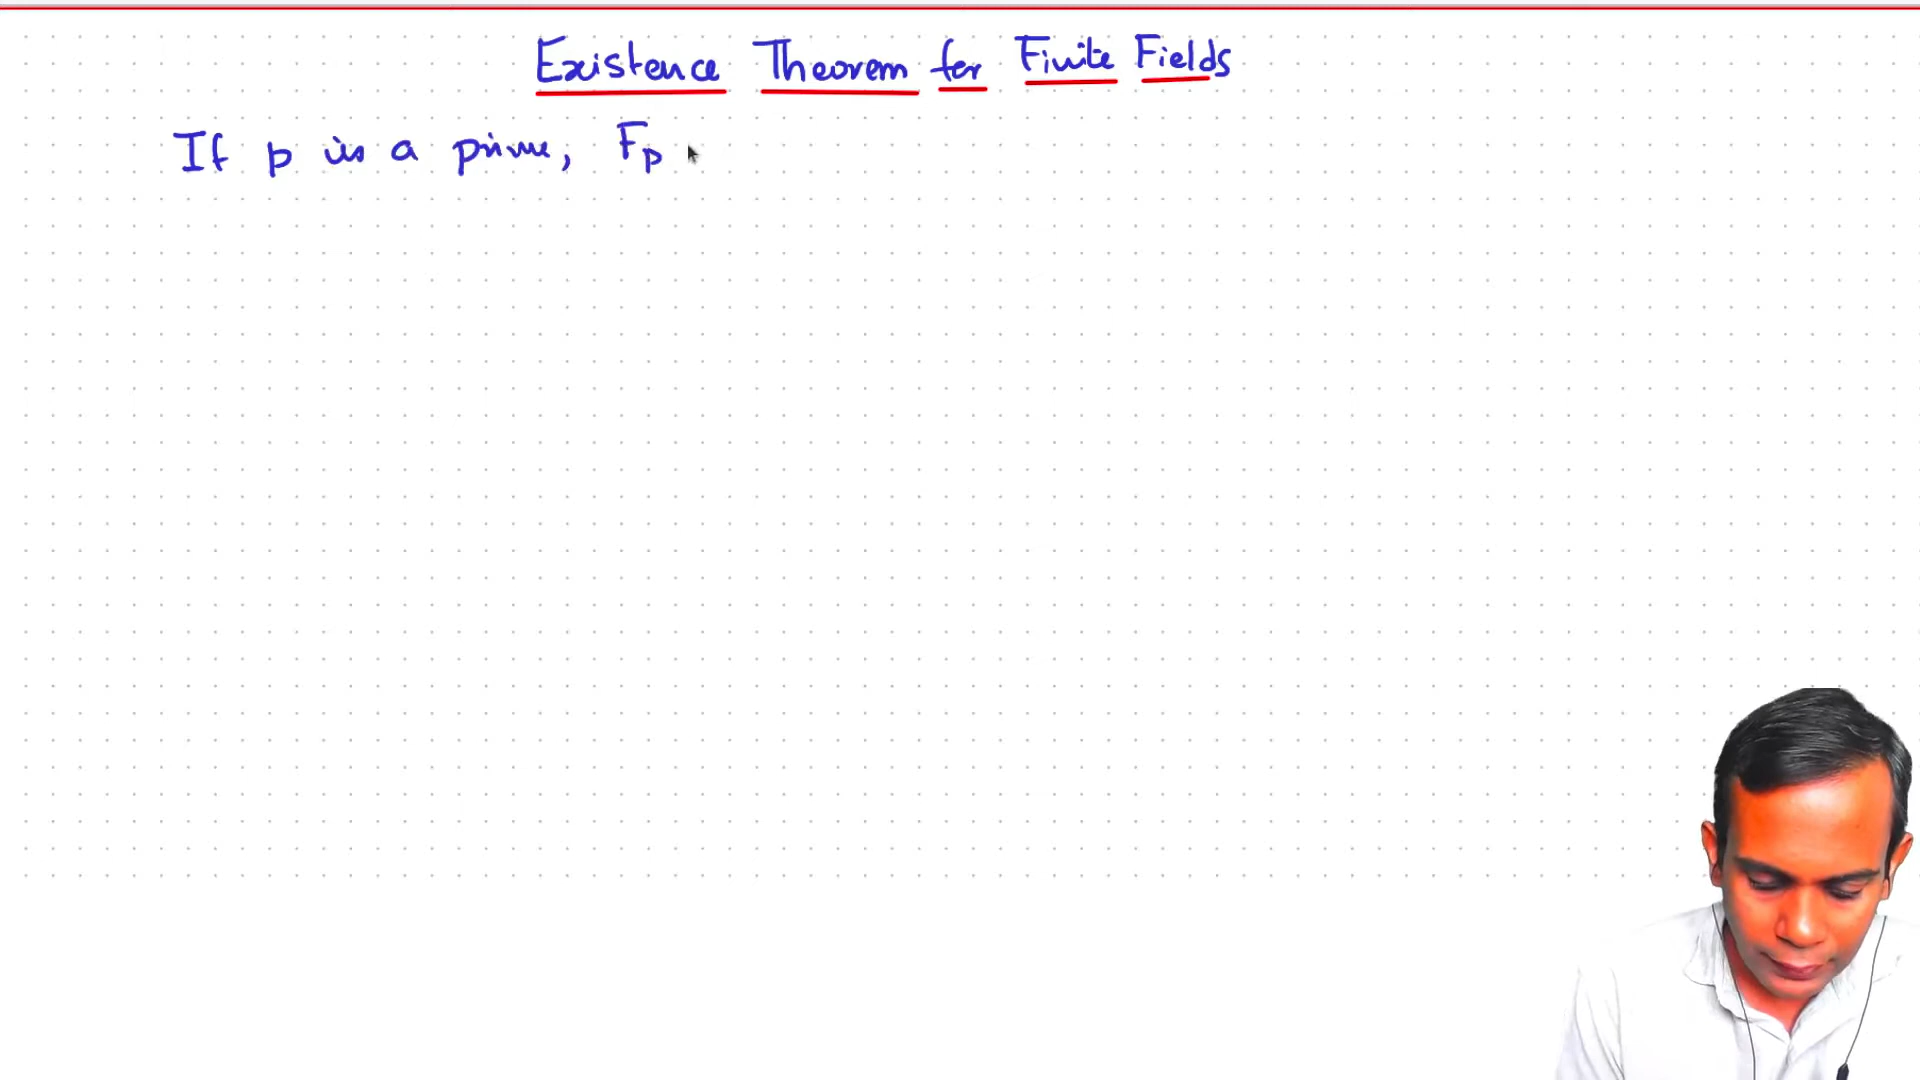 Existence Theorem for Finite Fields
If p is a prime, Fp